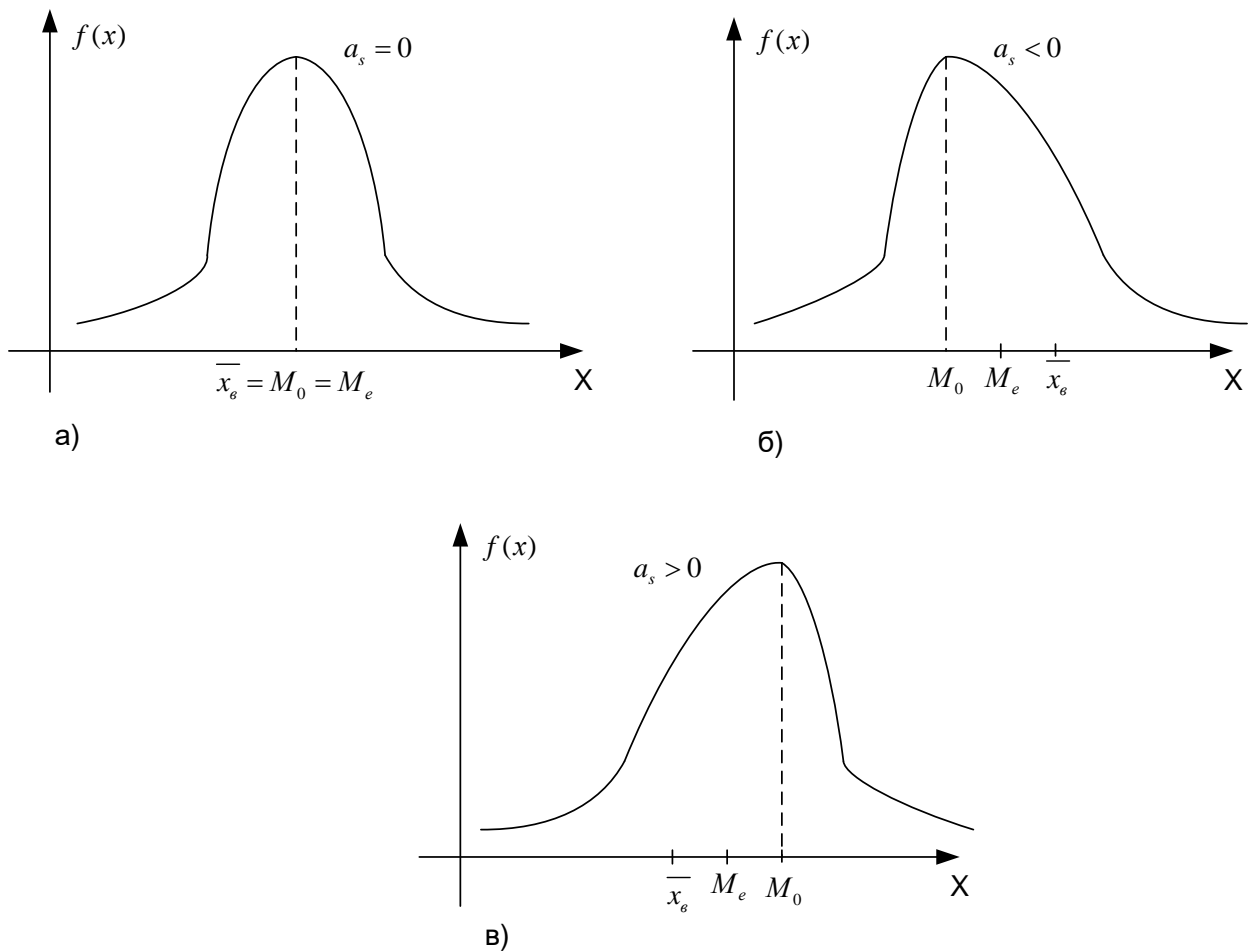 f(x)
a_s = 0
x̅_в = M_0 = M_e
X
а)
f(x)
a_s < 0
M_0 M_e x̅_в
X
б)
f(x)
a_s > 0
x̅_в M_e M_0
X
в)